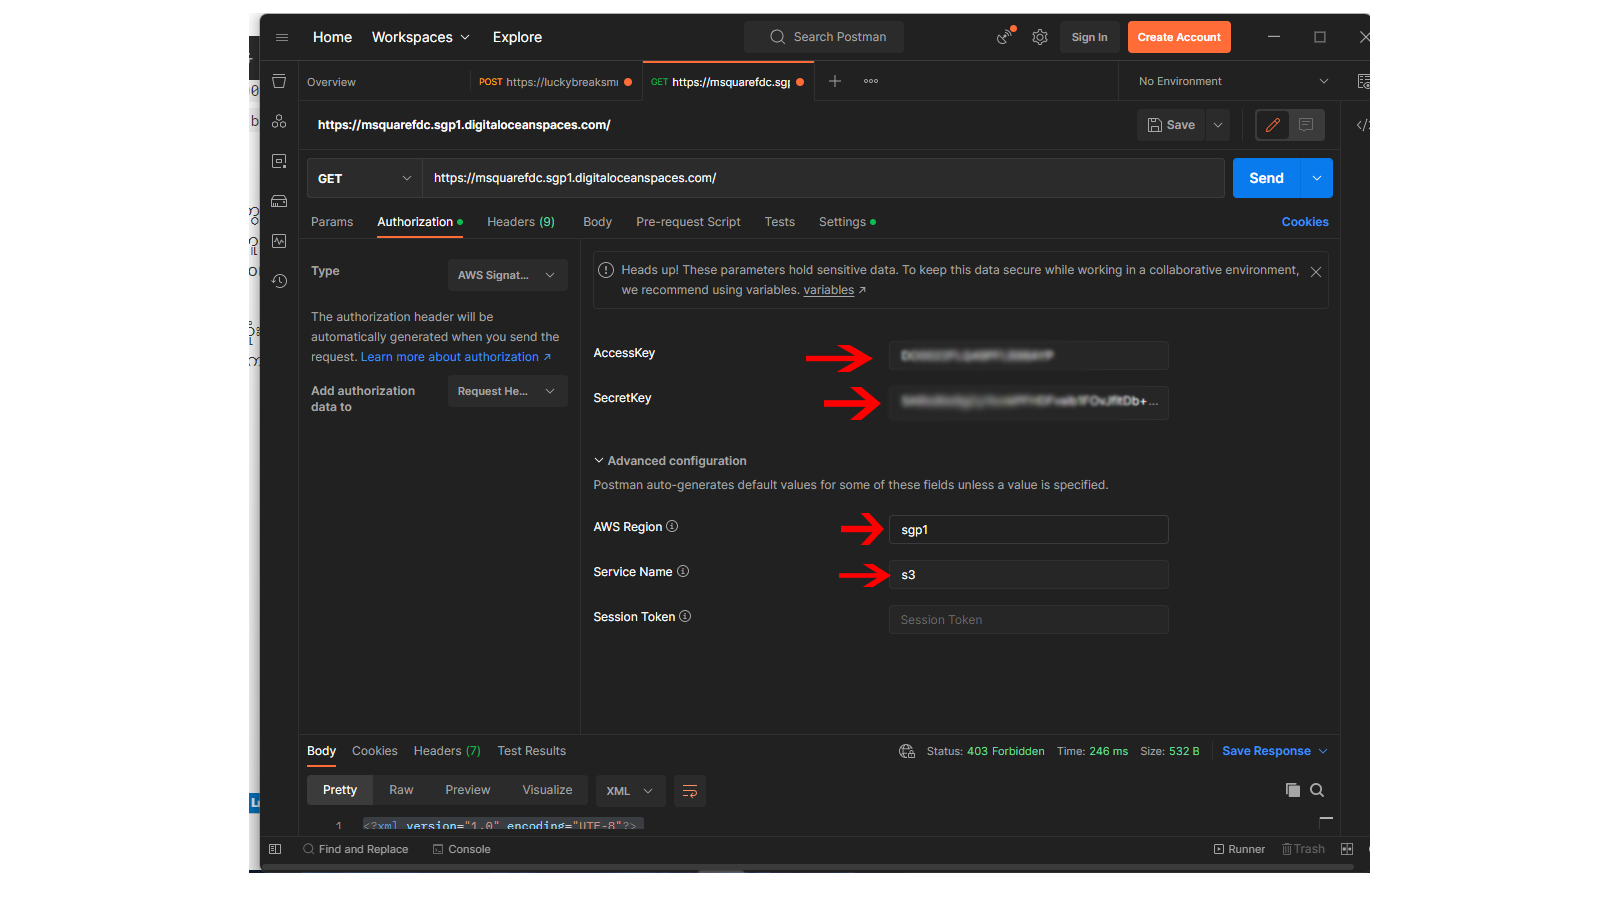 Home Workspaces Explore Search Postman Sign In Create Account
Overview POST https://luckybreaksm GET https://msquarefdc.sgp No Environment
https://msquarefdc.sgp1.digitaloceanspaces.com/ Save
GET https://msquarefdc.sgp1.digitaloceanspaces.com/ Send
Params Authorization Headers (9) Body Pre-request Script Tests Settings Cookies
Type AWS Signat...
The authorization header will be
automatically generated when you send the
request. Learn more about authorization ↗
Add authorization
data to Request He...
Heads up! These parameters hold sensitive data. To keep this data secure while working in a collaborative environment,
we recommend using variables. variables ↗
AccessKey
SecretKey
Advanced configuration
Postman auto-generates default values for some of these fields unless a value is specified.
AWS Region sgp1
Service Name s3
Session Token Session Token
Body Cookies Headers (7) Test Results Status: 403 Forbidden Time: 246 ms Size: 532 B Save Response
Pretty Raw Preview Visualize XML
1 <?xml version="1.0" encoding="UTF-8"?>
Find and Replace Console Runner Trash